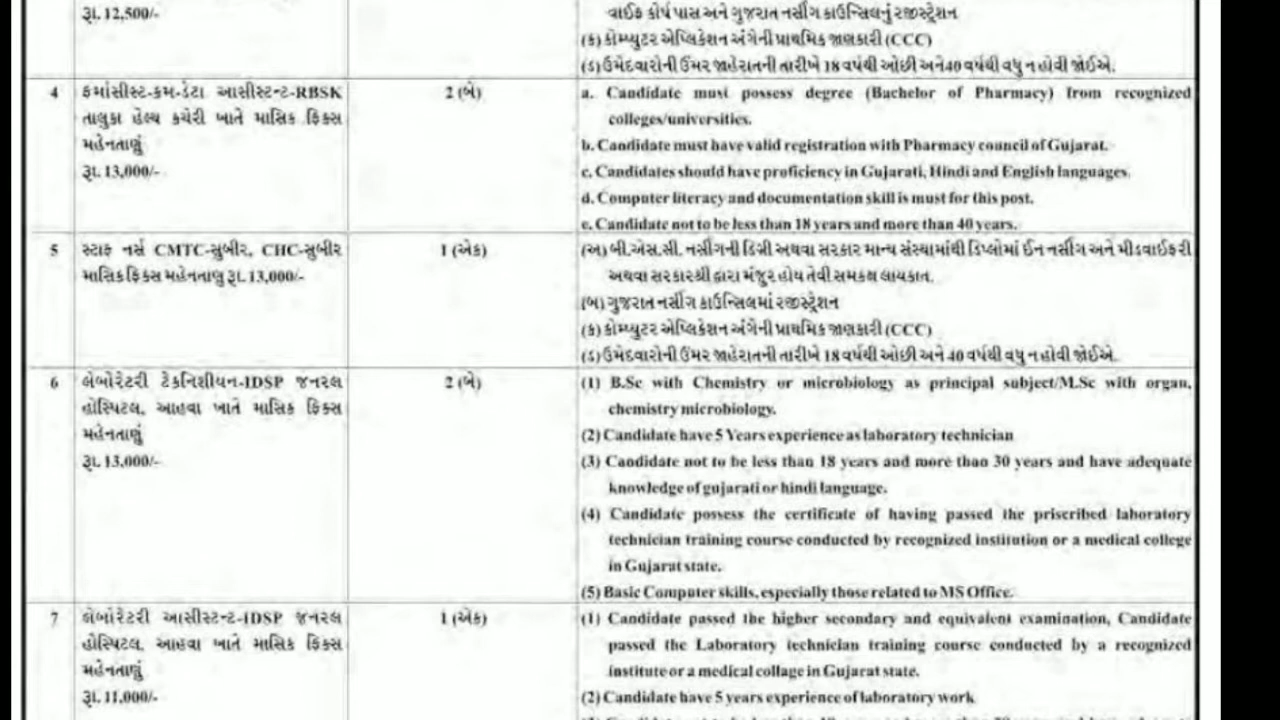 રૂા. 12,500/-
વાઈફ કોર્ષ પાસ અને ગુજરાત નર્સીગ કાઉન્સિલનું રજીસ્ટ્રેશન
(ક) કોમ્પ્યુટર એપ્લિકેશન અંગેની પ્રાથમિક જાણકારી (CCC)
(ડ) ઉમેદવારોની ઉંમર જાહેરાતની તારીખે 18 વર્ષથી ઓછી અને 40 વર્ષથી વધુ ન હોવી જોઈએ.
4
ફર્માસીસ્ટ-કમ-ડેટા આસીસ્ટન્ટ-RBSK
તાલુકા હેલ્થ કચેરી ખાતે માસિક ફિકસ
મહેનતાણું
રૂા. 13,000/-
2 (બે)
a. Candidate must possess degree (Bachelor of Pharmacy) from recognized
colleges/universities.
b. Candidate must have valid registration with Pharmacy council of Gujarat.
c. Candidates should have proficiency in Gujarati, Hindi and English languages.
d. Computer literacy and documentation skill is must for this post.
e. Candidate not to be less than 18 years and more than 40 years.
5
સ્ટાફ નર્સ CMTC-સુબીર, CHC-સુબીર
માસિક ફિકસ મહેનતાણુ રૂા. 13,000/-
1 (એક)
(અ) બી.એસ.સી. નર્સીગની ડિગ્રી અથવા સરકાર માન્ય સંસ્થામાંથી ડિપ્લોમાં ઈન નર્સીગ અને મીડવાઈફરી
અથવા સરકારશ્રી દ્વારા મંજુર હોય તેવી સમકક્ષ લાયકાત.
(બ) ગુજરાત નર્સીગ કાઉન્સિલમાં રજીસ્ટ્રેશન
(ક) કોમ્પ્યુટર એપ્લિકેશન અંગેની પ્રાથમિક જાણકારી (CCC)
(ડ) ઉમેદવારોની ઉંમર જાહેરાતની તારીખે 18 વર્ષથી ઓછી અને 40 વર્ષથી વધુ ન હોવી જોઈએ.
6
લેબોરેટરી ટેકનિશીયન-IDSP જનરલ
હોસ્પિટલ, આહવા ખાતે માસિક ફિકસ
મહેનતાણું
રૂા. 13,000/-
2 (બે)
(1) B.Sc with Chemistry or microbiology as principal subject/M.Sc with organ,
chemistry microbiology.
(2) Candidate have 5 Years experience as laboratory technician
(3) Candidate not to be less than 18 years and more than 30 years and have adequate
knowledge of gujarati or hindi language.
(4) Candidate possess the certificate of having passed the priscribed laboratory
technician training course conducted by recognized institution or a medical college
in Gujarat state.
(5) Basic Computer skills, especially those related to MS Office.
7
લેબોરેટરી આસીસ્ટન્ટ-IDSP જનરલ
હોસ્પિટલ, આહવા ખાતે માસિક ફિકસ
મહેનતાણું
રૂા. 11,000/-
1 (એક)
(1) Candidate passed the higher secondary and equivalent examination, Candidate
passed the Laboratory technician training course conducted by a recognized
institute or a medical collage in Gujarat state.
(2) Candidate have 5 years experience of laboratory work